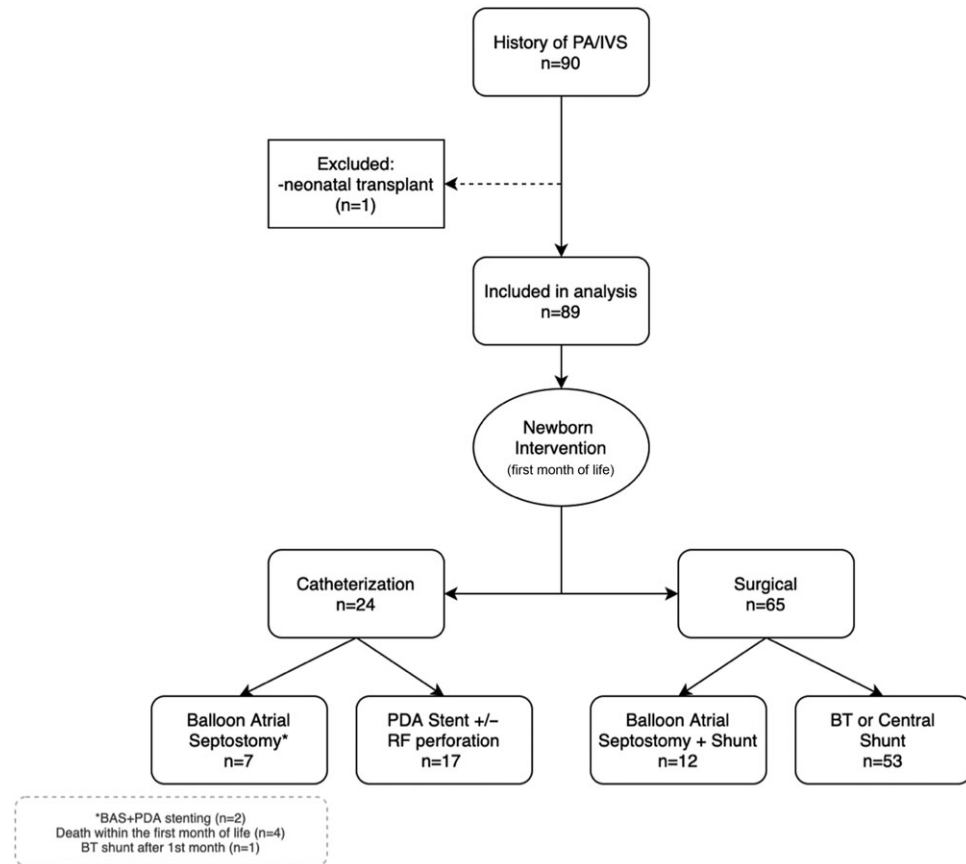 History of PA/IVS
n=90
Excluded:
-neonatal transplant
(n=1)
Included in analysis
n=89
Newborn
Intervention
(first month of life)
Catheterization
n=24
Surgical
n=65
Balloon Atrial
Septostomy*
n=7
PDA Stent +/–
RF perforation
n=17
Balloon Atrial
Septostomy + Shunt
n=12
BT or Central
Shunt
n=53
*BAS+PDA stenting (n=2)
Death within the first month of life (n=4)
BT shunt after 1st month (n=1)